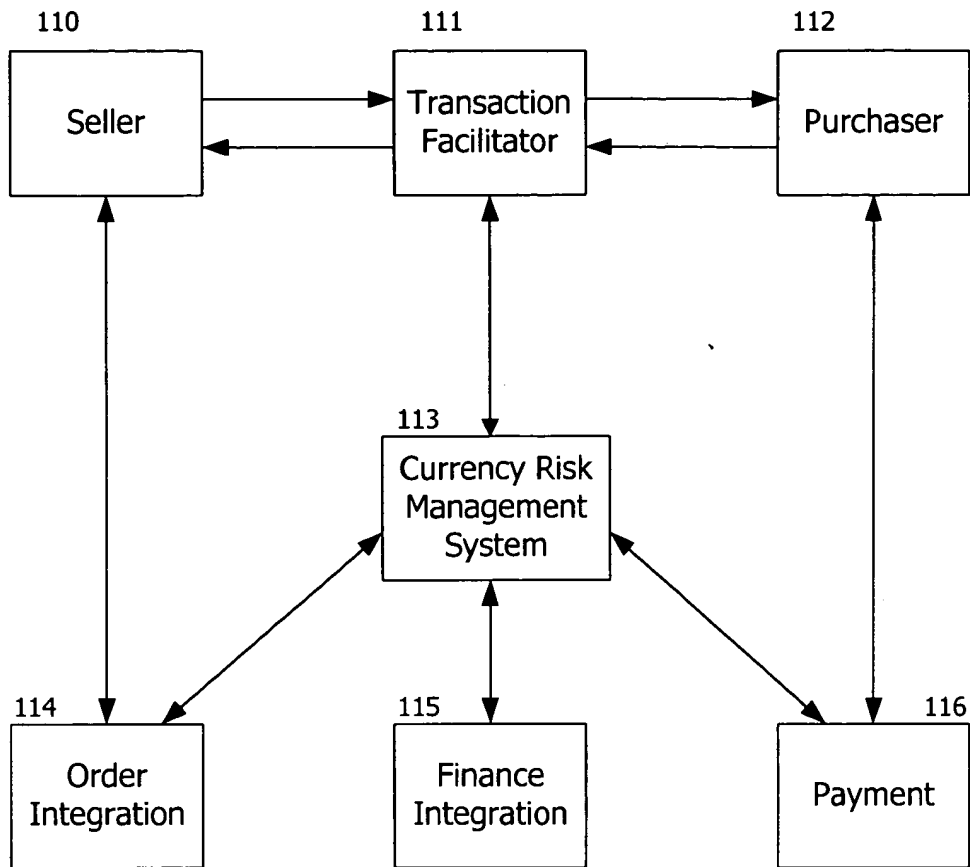 110
111
112
Seller
Transaction
Facilitator
Purchaser
113
Currency Risk
Management
System
114
115
116
Order
Integration
Finance
Integration
Payment